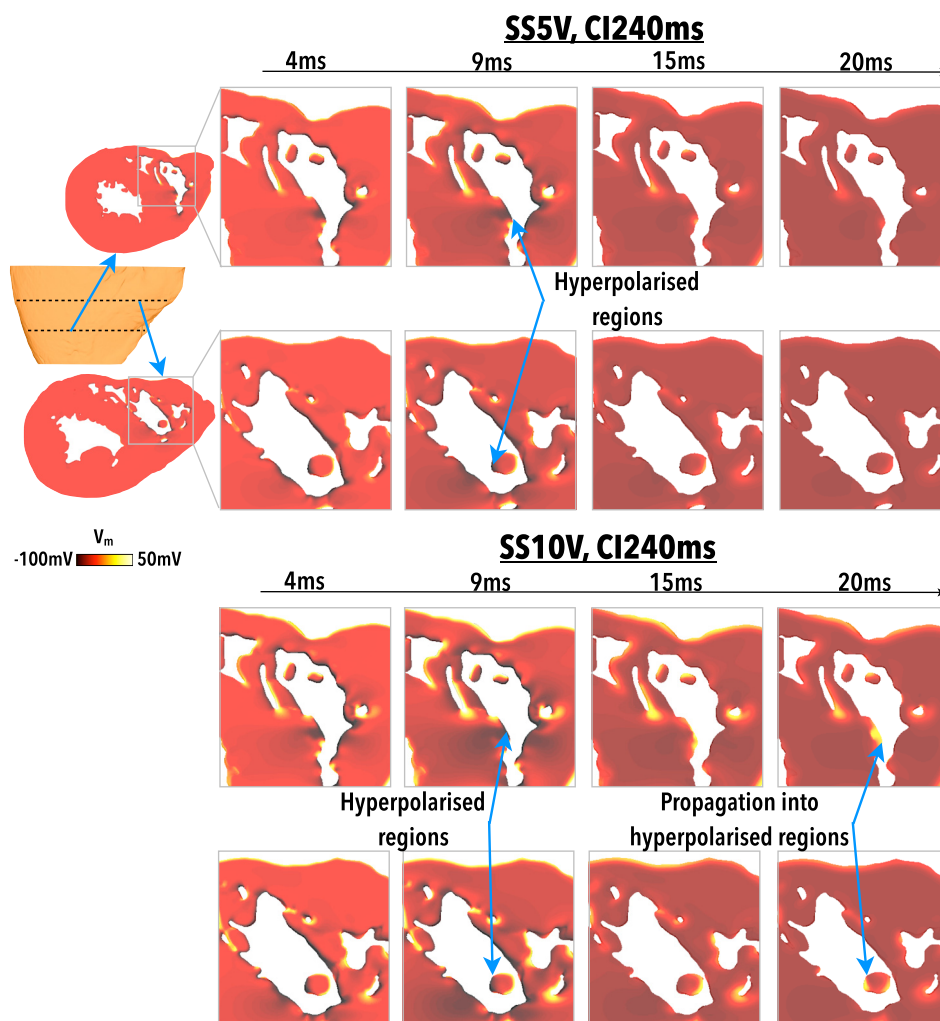 SS5V, CI240ms
4ms 9ms 15ms 20ms
Hyperpolarised
regions
Vm
-100mV 50mV
SS10V, CI240ms
4ms 9ms 15ms 20ms
Hyperpolarised
regions
Propagation into
hyperpolarised regions